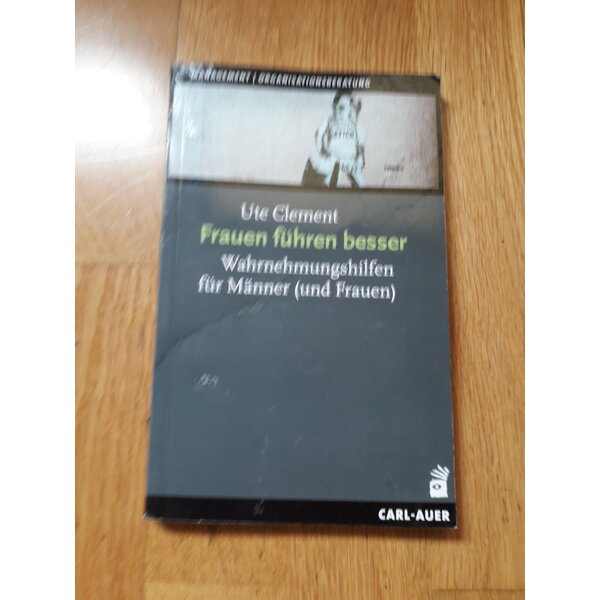 MANAGEMENT | ORGANISATIONSBERATUNG
Ute Clement
Frauen führen besser
Wahrnehmungshilfen
für Männer (und Frauen)
CARL-AUER